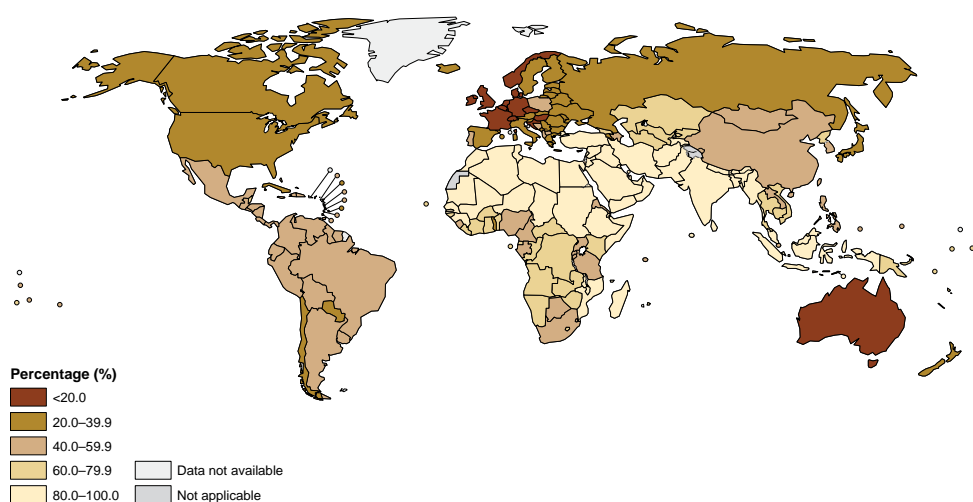 Percentage (%)
<20.0
20.0–39.9
40.0–59.9
60.0–79.9
80.0–100.0
Data not available
Not applicable